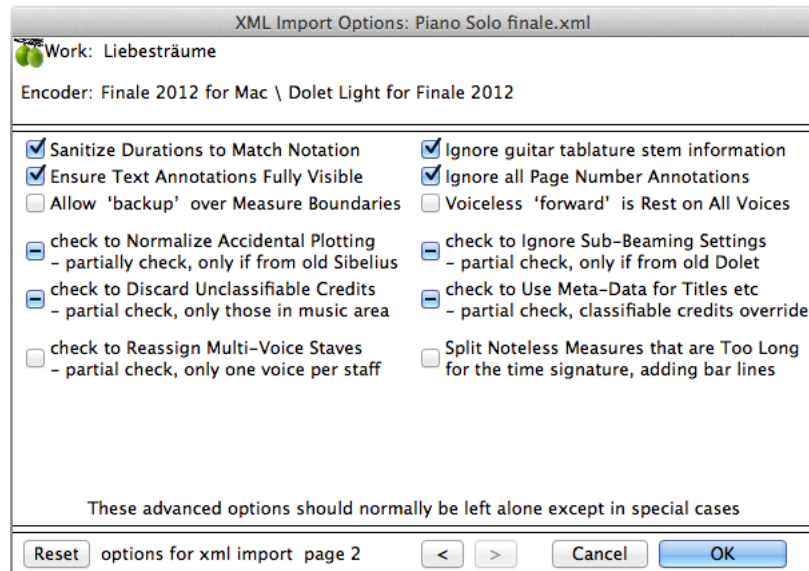 XML Import Options: Piano Solo finale.xml
Work: Liebesträume
Encoder: Finale 2012 for Mac \ Dolet Light for Finale 2012
Sanitize Durations to Match Notation
Ignore guitar tablature stem information
Ensure Text Annotations Fully Visible
Ignore all Page Number Annotations
Allow 'backup' over Measure Boundaries
Voiceless 'forward' is Rest on All Voices
check to Normalize Accidental Plotting
– partially check, only if from old Sibelius
check to Ignore Sub-Beaming Settings
– partial check, only if from old Dolet
check to Discard Unclassifiable Credits
– partial check, only those in music area
check to Use Meta-Data for Titles etc
– partial check, classifiable credits override
check to Reassign Multi-Voice Staves
– partial check, only one voice per staff
Split Noteless Measures that are Too Long
for the time signature, adding bar lines
These advanced options should normally be left alone except in special cases
Reset options for xml import page 2 < > Cancel OK